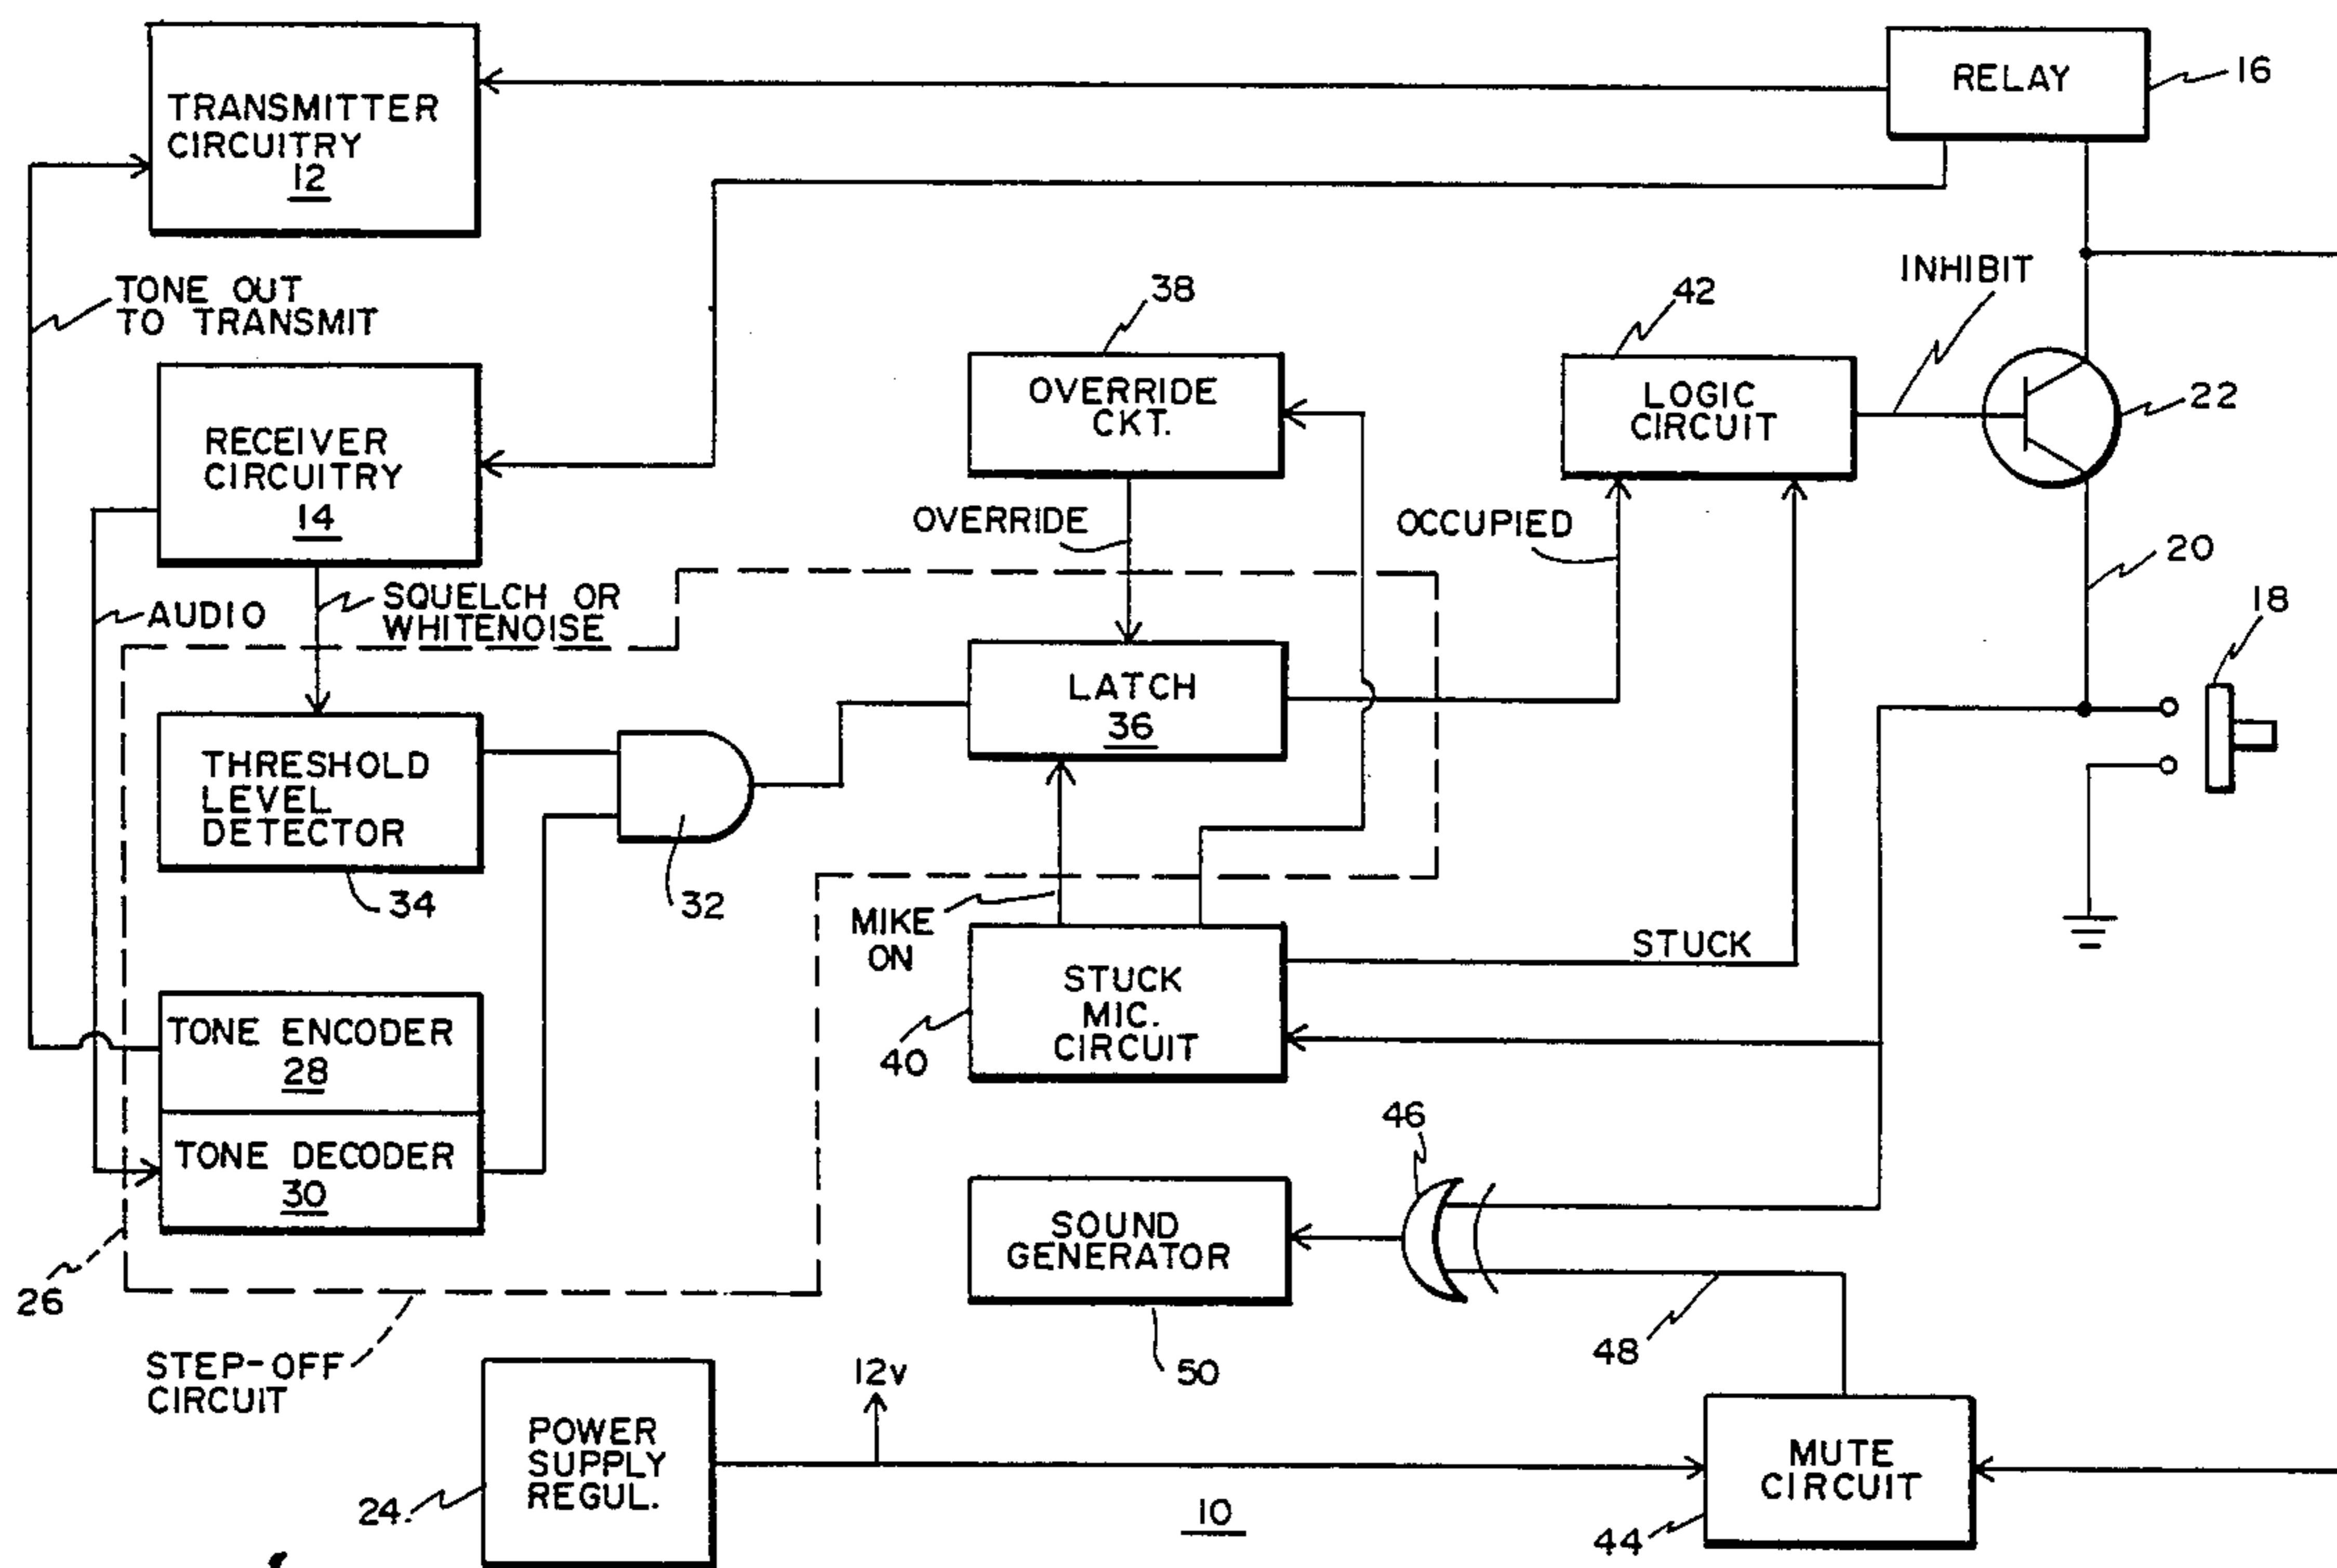 TRANSMITTER
CIRCUITRY
12
RELAY
16
TONE OUT
TO TRANSMIT
RECEIVER
CIRCUITRY
14
AUDIO
SQUELCH OR
WHITENOISE
38
OVERRIDE
CKT.
OVERRIDE
42
LOGIC
CIRCUIT
INHIBIT
22
OCCUPIED
20
18
THRESHOLD
LEVEL
DETECTOR
34
32
LATCH
36
MIKE
ON
STUCK
MIC.
CIRCUIT
40
STUCK
TONE ENCODER
28
TONE DECODER
30
26
STEP-OFF
CIRCUIT
46
SOUND
GENERATOR
50
48
POWER
SUPPLY
REGUL.
24.
12v
10
MUTE
CIRCUIT
44